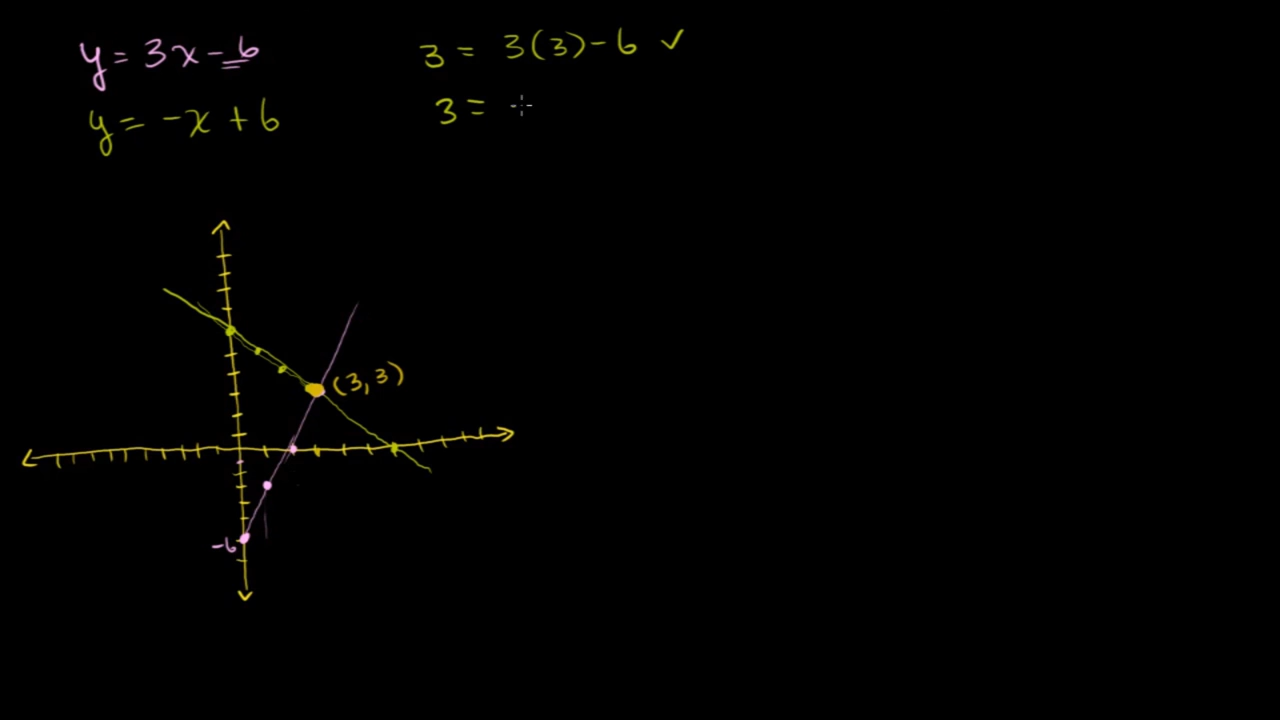 y = 3x - 6
3 = 3(3) - 6 ✓
y = -x + 6
3 =
(3,3)
-6